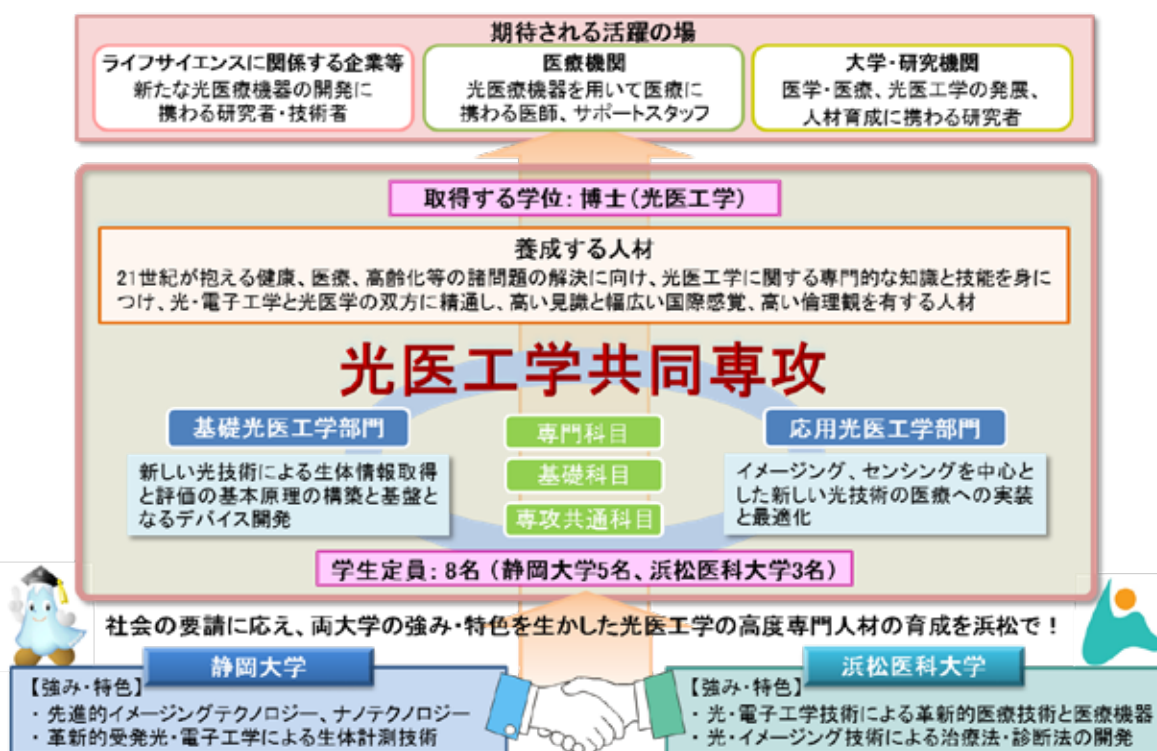 期待される活躍の場
ライフサイエンスに関係する企業等
新たな光医療機器の開発に
携わる研究者・技術者
医療機関
光医療機器を用いて医療に
携わる医師、サポートスタッフ
大学・研究機関
医学・医療、光医工学の発展、
人材育成に携わる研究者
取得する学位: 博士(光医工学)
養成する人材
21世紀が抱える健康、医療、高齢化等の諸問題の解決に向け、光医工学に関する専門的な知識と技能を身に
つけ、光・電子工学と光医学の双方に精通し、高い見識と幅広い国際感覚、高い倫理観を有する人材
光医工学共同専攻
基礎光医工学部門
新しい光技術による生体情報取得
と評価の基本原理の構築と基盤と
なるデバイス開発
専門科目
基礎科目
専攻共通科目
応用光医工学部門
イメージング、センシングを中心と
した新しい光技術の医療への実装
と最適化
学生定員: 8名 (静岡大学5名、浜松医科大学3名)
社会の要請に応え、両大学の強み・特色を生かした光医工学の高度専門人材の育成を浜松で!
静岡大学
【強み・特色】
・ 先進的イメージングテクノロジー、ナノテクノロジー
・ 革新的受発光・電子工学による生体計測技術
浜松医科大学
【強み・特色】
・ 光・電子工学技術による革新的医療技術と医療機器
・ 光・イメージング技術による治療法・診断法の開発